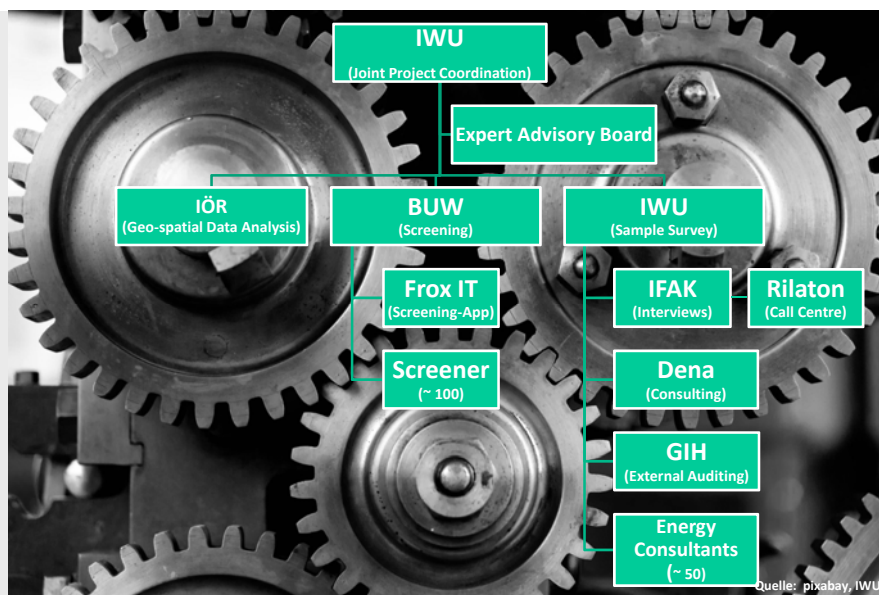 IWU
(Joint Project Coordination)
Expert Advisory Board
IÖR
(Geo-spatial Data Analysis)
BUW
(Screening)
IWU
(Sample Survey)
Frox IT
(Screening-App)
IFAK
(Interviews)
Rilaton
(Call Centre)
Screener
(~ 100)
Dena
(Consulting)
GIH
(External Auditing)
Energy
Consultants
(~ 50)
Quelle: pixabay, IWU